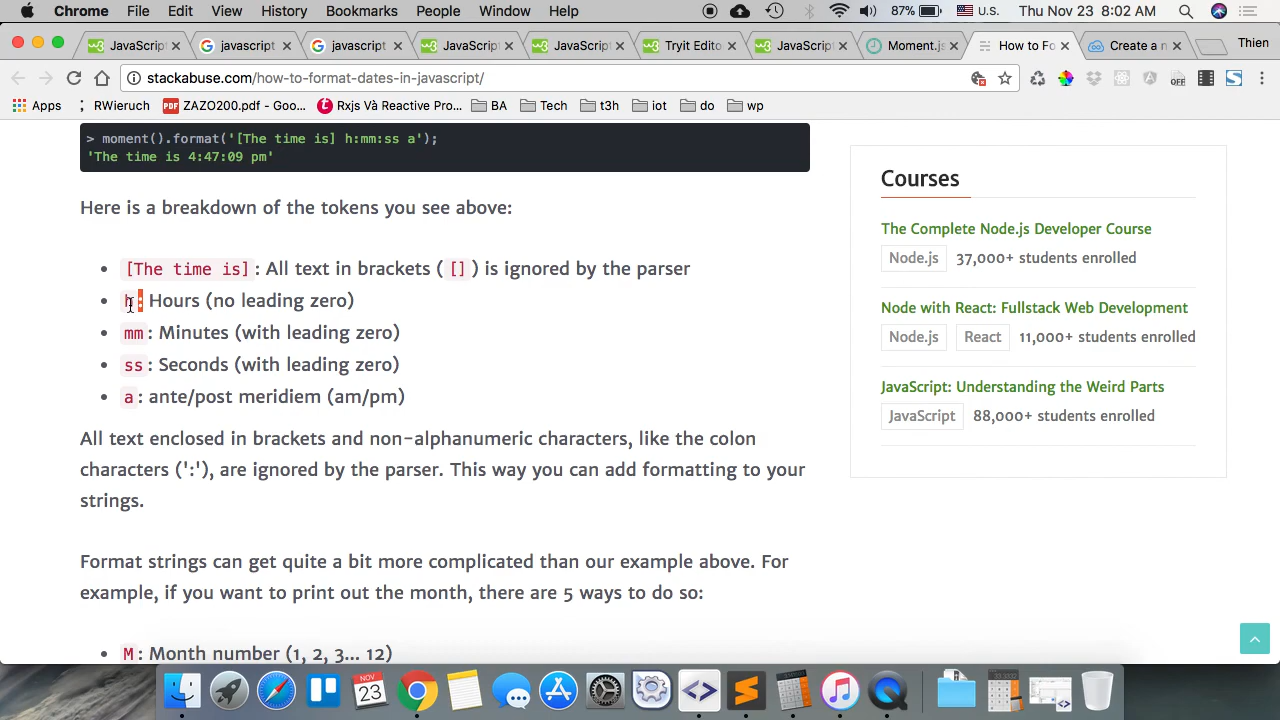 Chrome File Edit View History Bookmarks People Window Help 87% U.S. Thu Nov 23 8:02 AM
JavaScript javascript javascript JavaScrip JavaScrip Tryit Edito JavaScrip Moment.js How to Fo Create a n Thien
stackabuse.com/how-to-format-dates-in-javascript/
Apps RWieruch PDF ZAZO200.pdf - Goo... Rxjs Và Reactive Pro... BA Tech t3h iot do wp
> moment().format('[The time is] h:mm:ss a');
'The time is 4:47:09 pm'
Here is a breakdown of the tokens you see above:
• [The time is]: All text in brackets ( [] ) is ignored by the parser
• h: Hours (no leading zero)
• mm: Minutes (with leading zero)
• ss: Seconds (with leading zero)
• a: ante/post meridiem (am/pm)
All text enclosed in brackets and non-alphanumeric characters, like the colon
characters (':'), are ignored by the parser. This way you can add formatting to your
strings.
Format strings can get quite a bit more complicated than our example above. For
example, if you want to print out the month, there are 5 ways to do so:
• M: Month number (1, 2, 3... 12)
Courses
The Complete Node.js Developer Course
Node.js 37,000+ students enrolled
Node with React: Fullstack Web Development
Node.js React 11,000+ students enrolled
JavaScript: Understanding the Weird Parts
JavaScript 88,000+ students enrolled
NOV
23